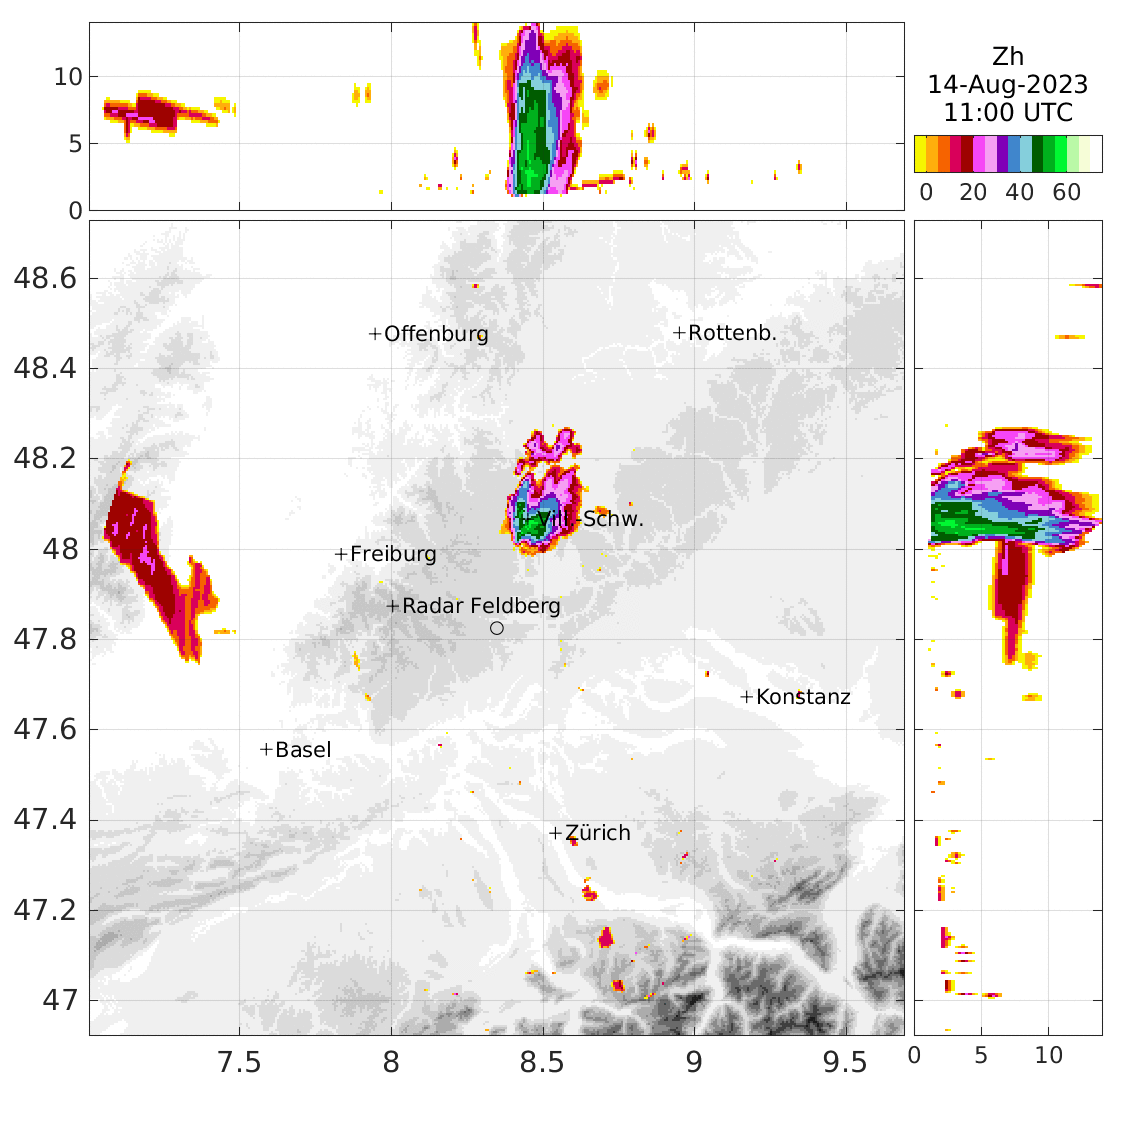 10
5
0
Zh
14-Aug-2023
11:00 UTC
0 20 40 60
48.6
48.4
48.2
48
47.8
47.6
47.4
47.2
47
+Offenburg
+Rottenb.
+Vill.-Schw.
+Freiburg
+Radar Feldberg
+Konstanz
+Basel
+Zürich
7.5 8 8.5 9 9.5
0 5 10